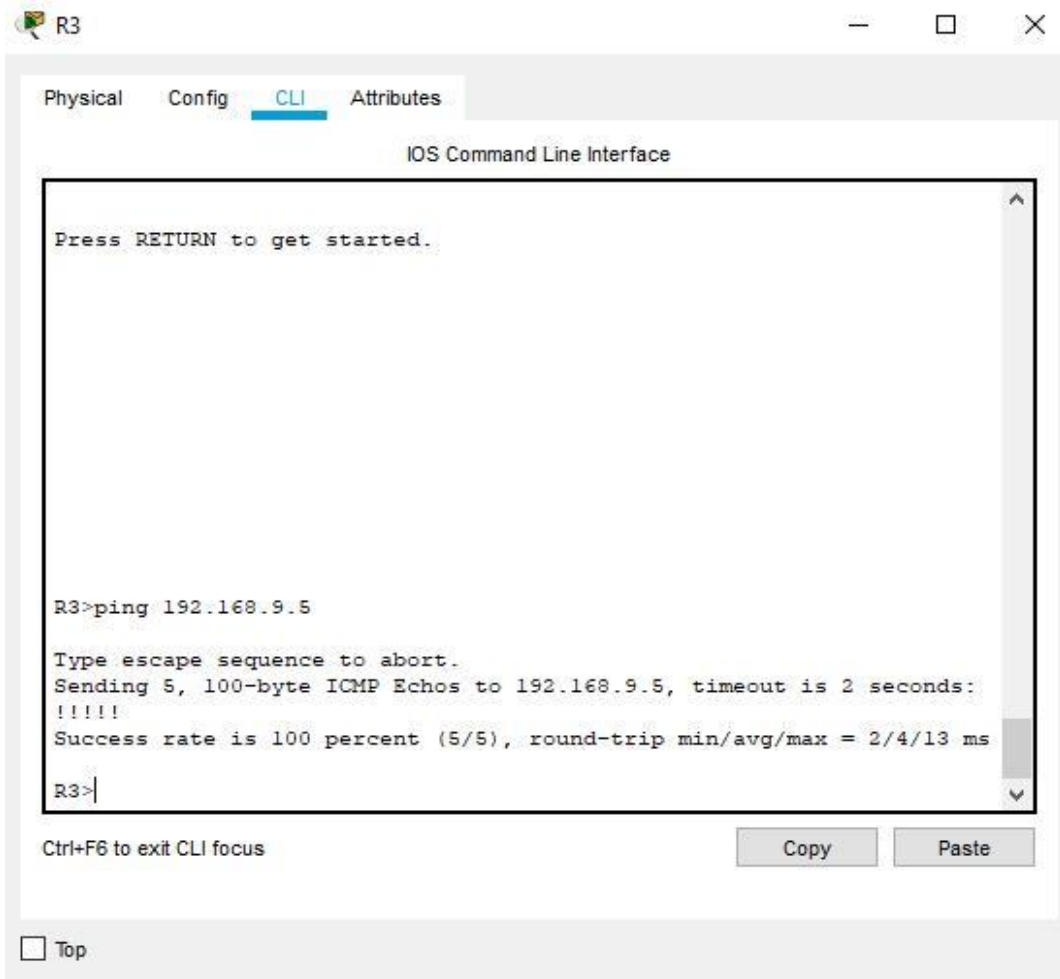 R3
Physical Config CLI Attributes
IOS Command Line Interface
Press RETURN to get started.
R3>ping 192.168.9.5
Type escape sequence to abort.
Sending 5, 100-byte ICMP Echos to 192.168.9.5, timeout is 2 seconds:
!!!!!
Success rate is 100 percent (5/5), round-trip min/avg/max = 2/4/13 ms
R3>
Ctrl+F6 to exit CLI focus
Copy Paste
Top